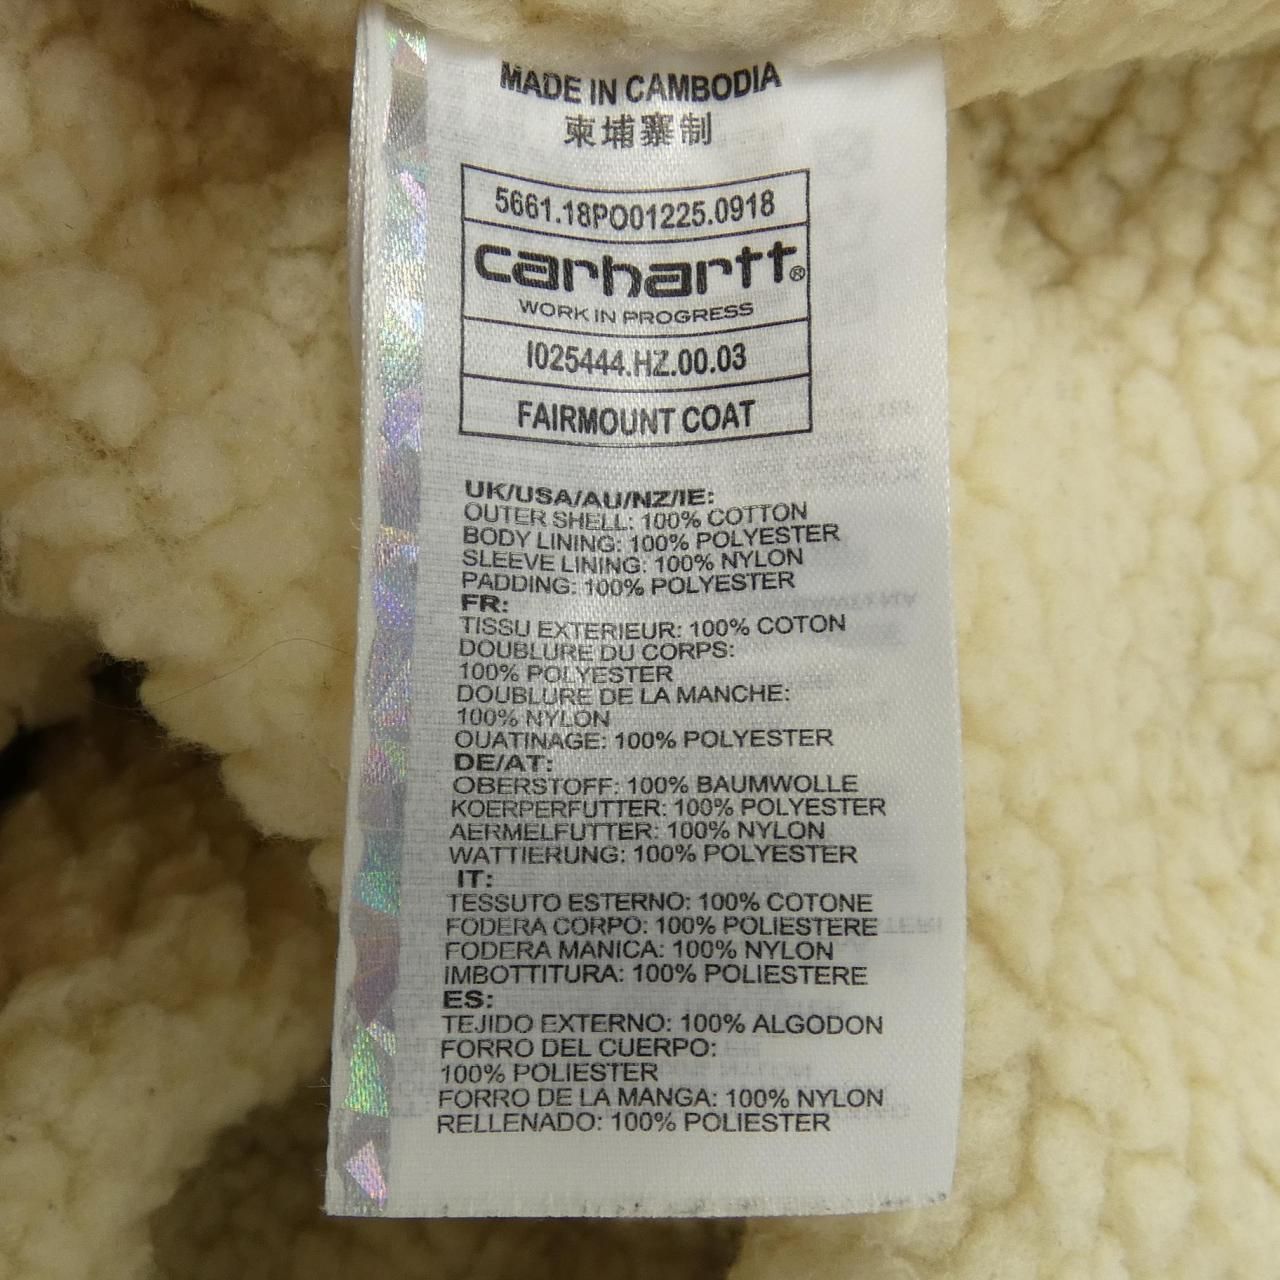 MADE IN CAMBODIA
柬埔寨制
5661.18PO01225.0918
carhartt®
WORK IN PROGRESS
I025444.HZ.00.03
FAIRMOUNT COAT
UK/USA/AU/NZ/IE:
OUTER SHELL: 100% COTTON
BODY LINING: 100% POLYESTER
SLEEVE LINING: 100% NYLON
PADDING: 100% POLYESTER
FR:
TISSU EXTERIEUR: 100% COTON
DOUBLURE DU CORPS:
100% POLYESTER
DOUBLURE DE LA MANCHE:
100% NYLON
OUATINAGE: 100% POLYESTER
DE/AT:
OBERSTOFF: 100% BAUMWOLLE
KOERPERFUTTER: 100% POLYESTER
AERMELFUTTER: 100% NYLON
WATTIERUNG: 100% POLYESTER
IT:
TESSUTO ESTERNO: 100% COTONE
FODERA CORPO: 100% POLIESTERE
FODERA MANICA: 100% NYLON
IMBOTTITURA: 100% POLIESTERE
ES:
TEJIDO EXTERNO: 100% ALGODON
FORRO DEL CUERPO:
100% POLIESTER
FORRO DE LA MANGA: 100% NYLON
RELLENADO: 100% POLIESTER